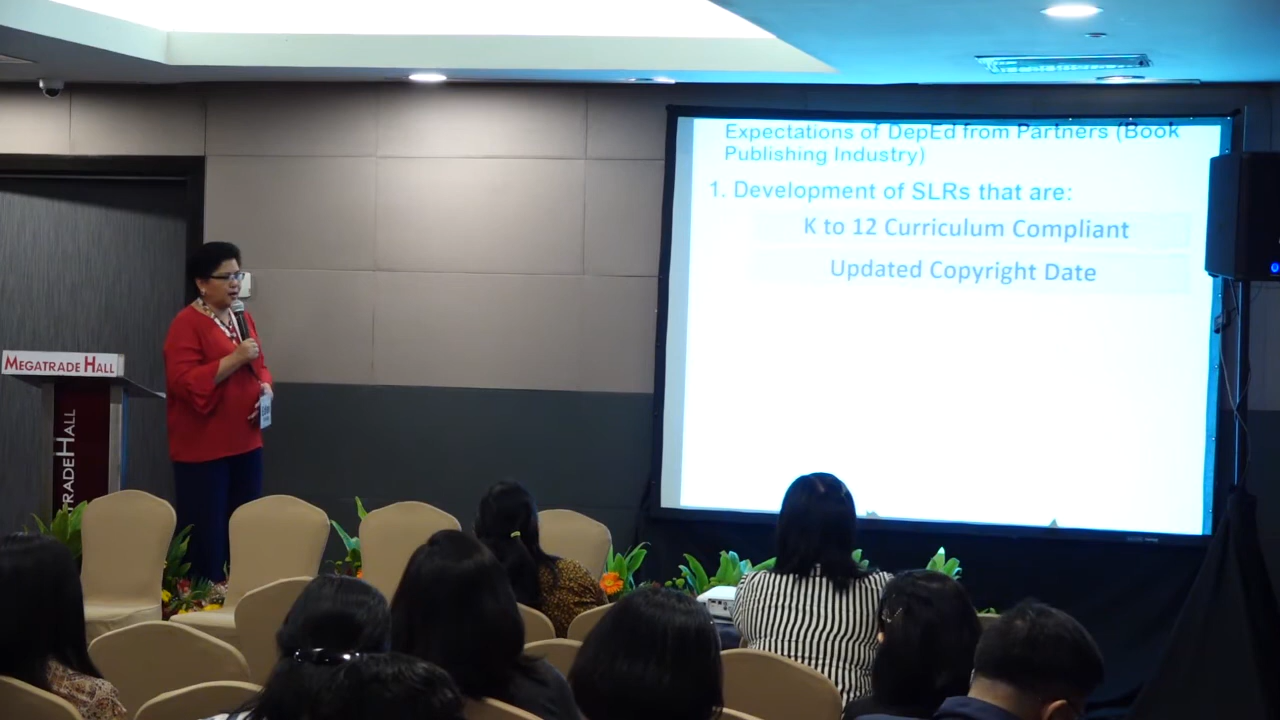 Expectations of DepEd from Partners (Book
Publishing Industry)
1. Development of SLRs that are:
K to 12 Curriculum Compliant
Updated Copyright Date
MEGATRADE HALL
TRADEHALL